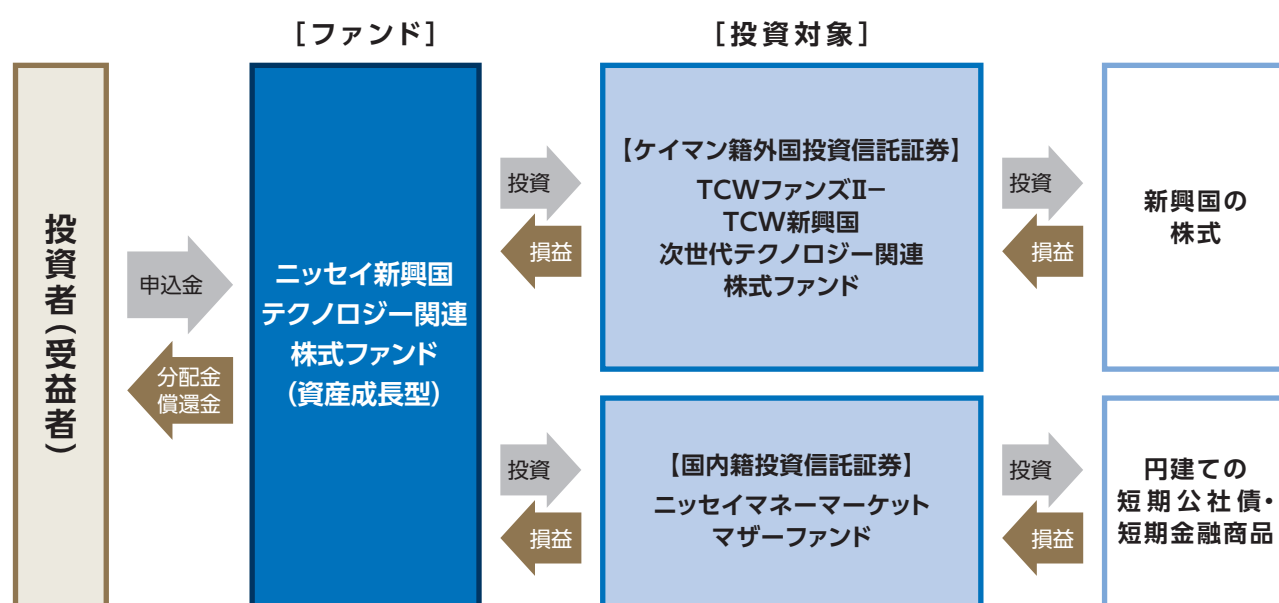 [ファンド]
[投資対象]
投資者(受益者)
申込金
分配金
償還金
ニッセイ新興国
テクノロジー関連
株式ファンド
(資産成長型)
投資
損益
【ケイマン籍外国投資信託証券】
TCWファンズⅡー
TCW新興国
次世代テクノロジー関連
株式ファンド
投資
損益
新興国の
株式
投資
損益
【国内籍投資信託証券】
ニッセイマネーマーケット
マザーファンド
投資
損益
円建ての
短期公社債・
短期金融商品